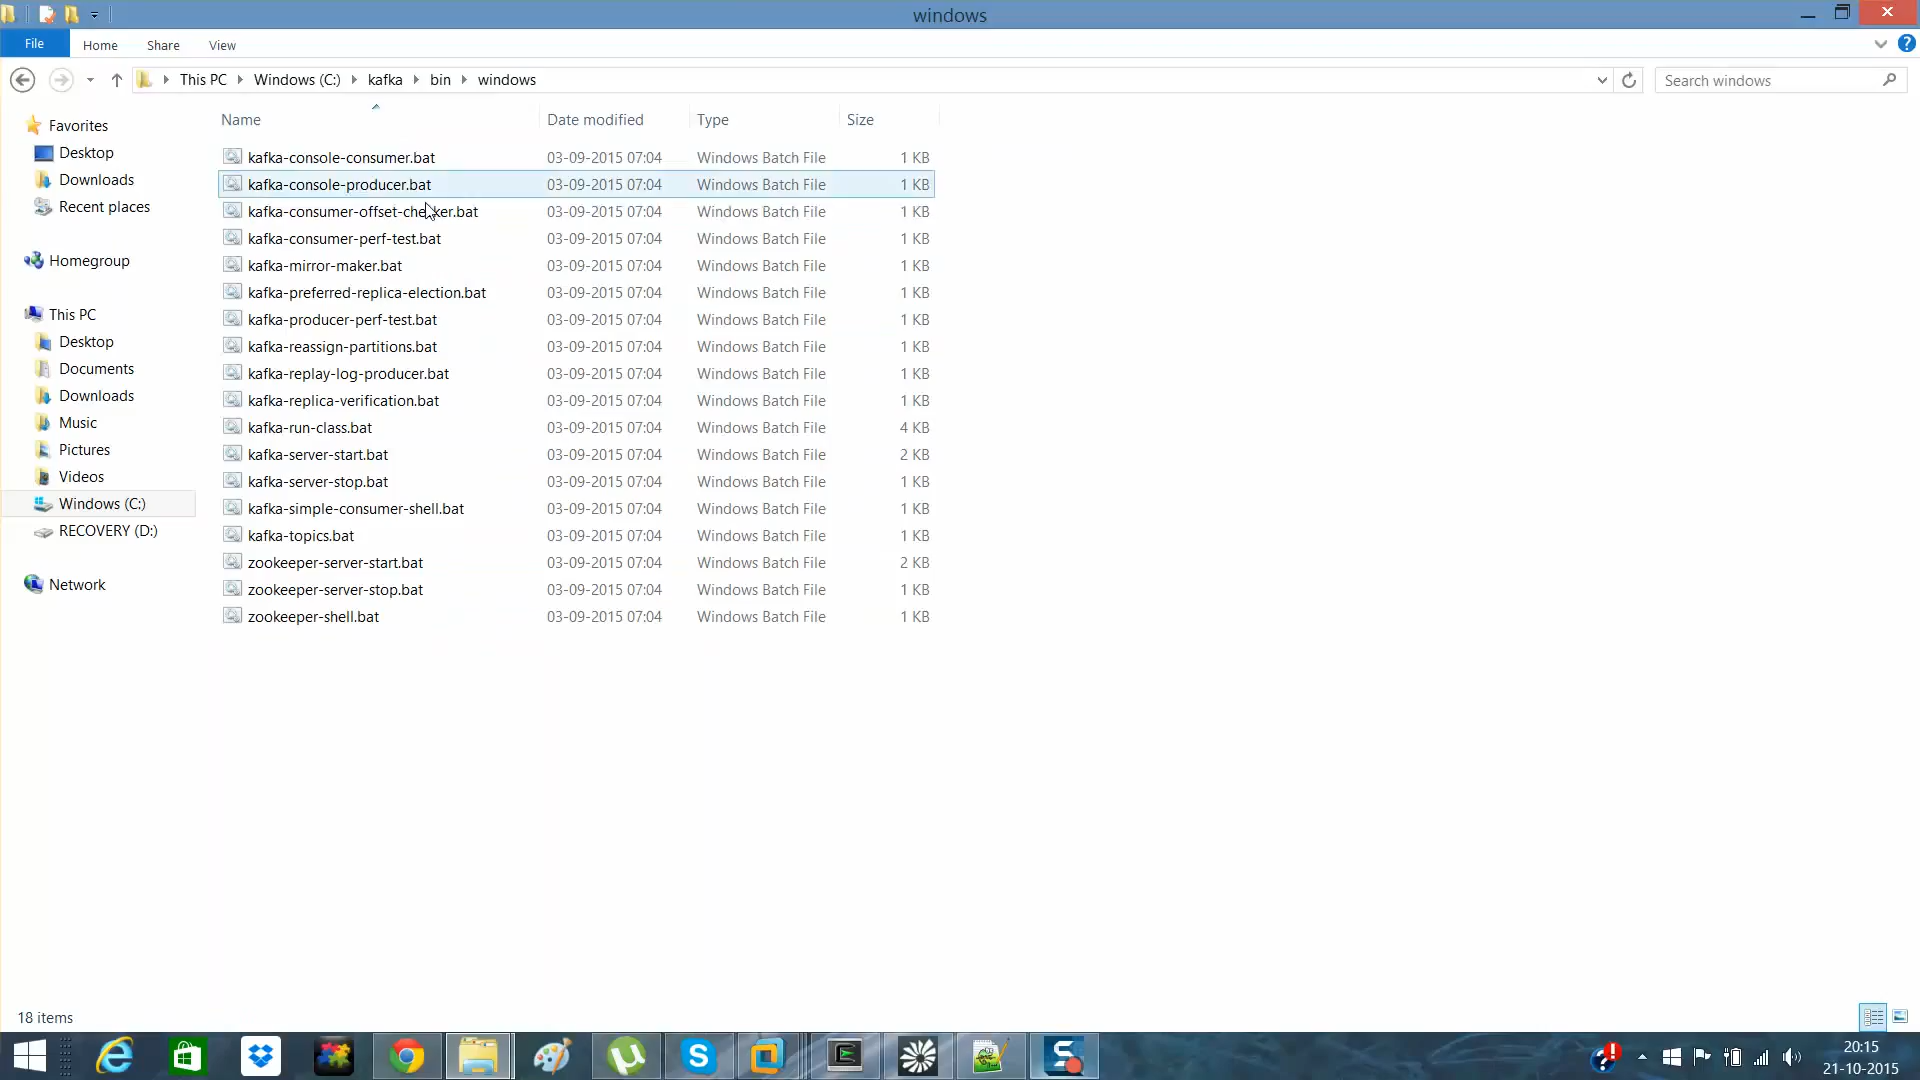 windows
File Home Share View
This PC Windows (C:) kafka bin windows Search windows
Name Date modified Type Size
Favorites
Desktop
Downloads
Recent places
Homegroup
This PC
Desktop
Documents
Downloads
Music
Pictures
Videos
Windows (C:)
RECOVERY (D:)
Network
kafka-console-consumer.bat 03-09-2015 07:04 Windows Batch File 1 KB
kafka-console-producer.bat 03-09-2015 07:04 Windows Batch File 1 KB
kafka-consumer-offset-checker.bat 03-09-2015 07:04 Windows Batch File 1 KB
kafka-consumer-perf-test.bat 03-09-2015 07:04 Windows Batch File 1 KB
kafka-mirror-maker.bat 03-09-2015 07:04 Windows Batch File 1 KB
kafka-preferred-replica-election.bat 03-09-2015 07:04 Windows Batch File 1 KB
kafka-producer-perf-test.bat 03-09-2015 07:04 Windows Batch File 1 KB
kafka-reassign-partitions.bat 03-09-2015 07:04 Windows Batch File 1 KB
kafka-replay-log-producer.bat 03-09-2015 07:04 Windows Batch File 1 KB
kafka-replica-verification.bat 03-09-2015 07:04 Windows Batch File 1 KB
kafka-run-class.bat 03-09-2015 07:04 Windows Batch File 4 KB
kafka-server-start.bat 03-09-2015 07:04 Windows Batch File 2 KB
kafka-server-stop.bat 03-09-2015 07:04 Windows Batch File 1 KB
kafka-simple-consumer-shell.bat 03-09-2015 07:04 Windows Batch File 1 KB
kafka-topics.bat 03-09-2015 07:04 Windows Batch File 1 KB
zookeeper-server-start.bat 03-09-2015 07:04 Windows Batch File 2 KB
zookeeper-server-stop.bat 03-09-2015 07:04 Windows Batch File 1 KB
zookeeper-shell.bat 03-09-2015 07:04 Windows Batch File 1 KB
18 items
20:15
21-10-2015